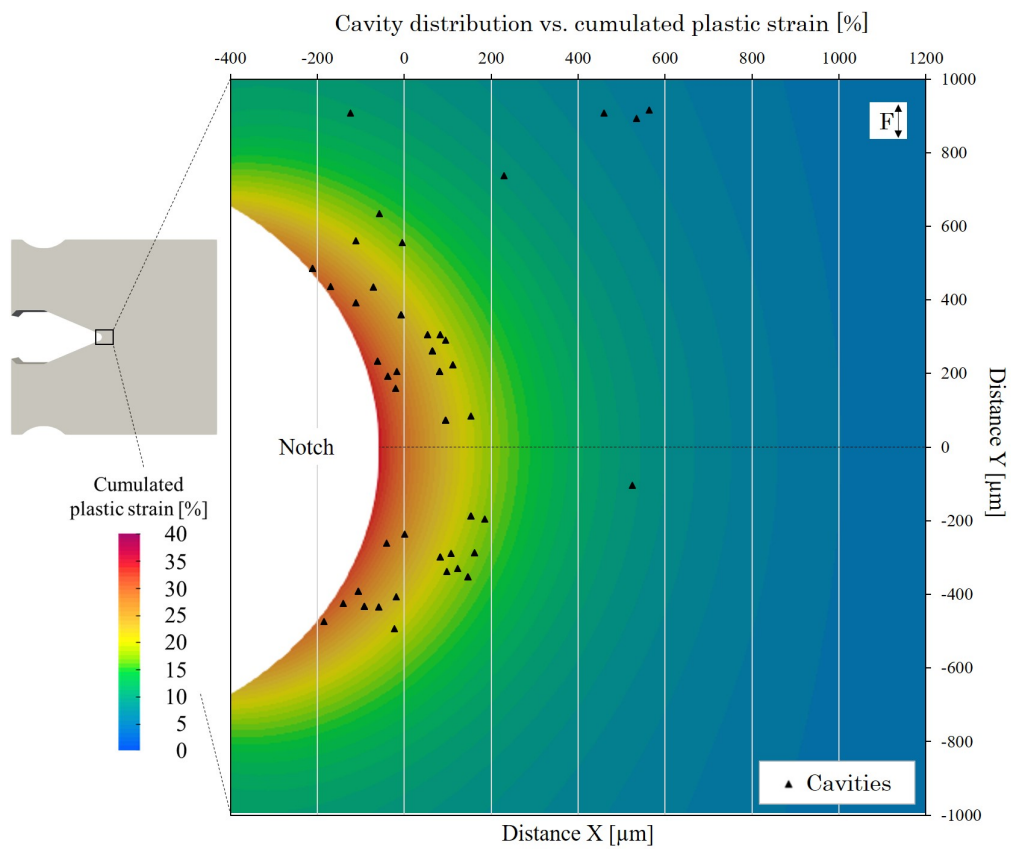 Cavity distribution vs. cumulated plastic strain [%]
-400 -200 0 200 400 600 800 1000 1200
1000
F
800
600
400
200
0
Distance Y [µm]
-200
-400
-600
-800
-1000
Notch
Cumulated
plastic strain [%]
40
35
30
25
20
15
10
5
0
Cavities
Distance X [µm]